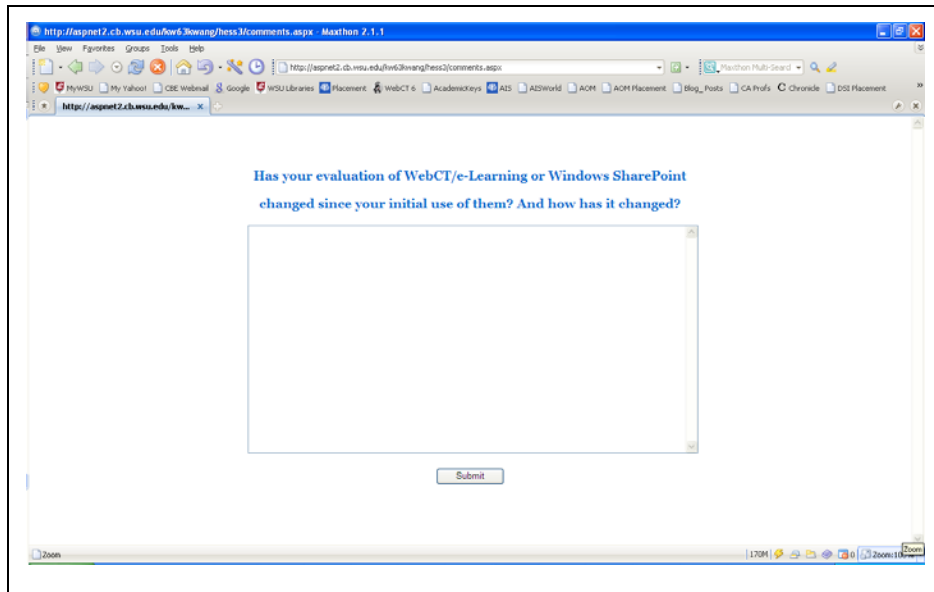 http://aspnet2.cb.wsu.edu/kw63kwang/hess3/comments.aspx - Maxthon 2.1.1
File View Favorites Groups Tools Help
http://aspnet2.cb.wsu.edu/kw63kwang/hess3/comments.aspx Maxthon Multi-Search
MyWSU My Yahoo! CBE Webmail Google WSU Libraries Placement WebCT 6 AcademicKeys AIS AISWorld AOM AOM Placement Blog_Posts CA Profs Chronicle DSI Placement
http://aspnet2.cb.wsu.edu/kw...
Has your evaluation of WebCT/e-Learning or Windows SharePoint
changed since your initial use of them? And how has it changed?
Submit
Zoom 170M 0 Zoom:10 Zoom